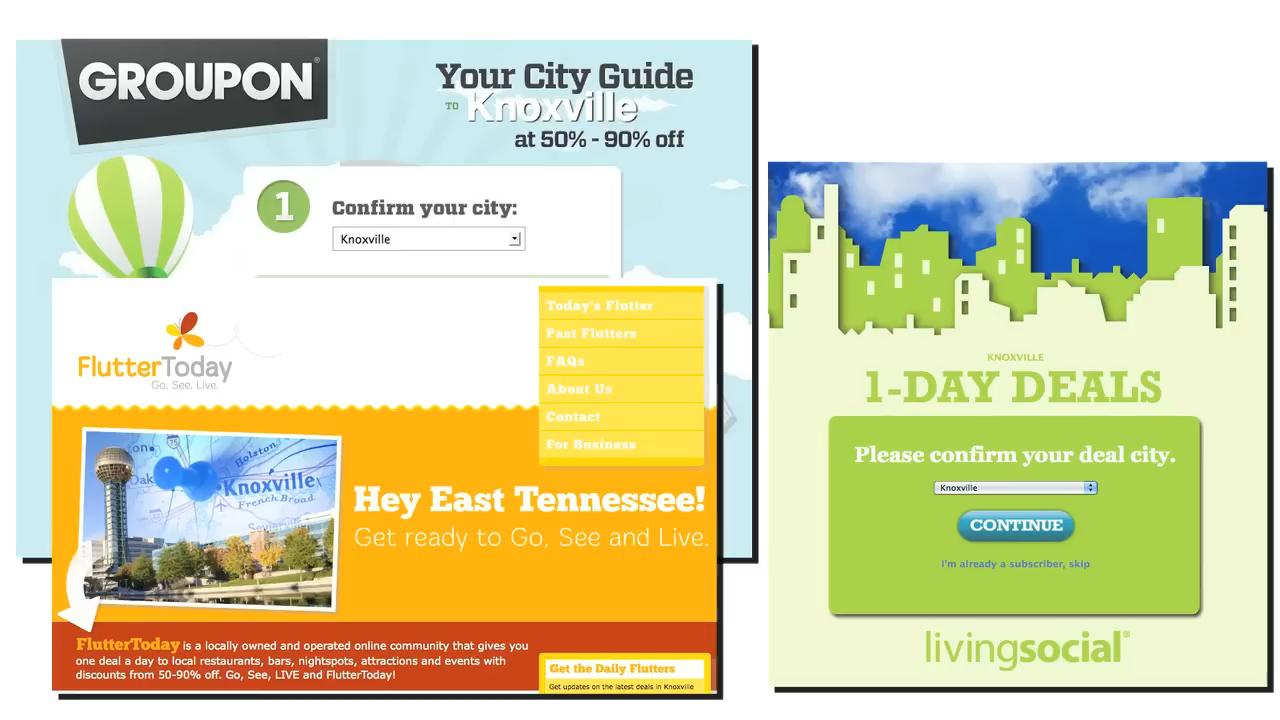 GROUPON®
Your City Guide
TO Knoxville
at 50% - 90% off
1
Confirm your city:
Knoxville
FlutterToday
Go. See. Live.
Today's Flutter
Past Flutters
FAQs
About Us
Contact
For Business
75
Holston
Oak
Knoxville
French Broad
Hey East Tennessee!
Get ready to Go, See and Live.
FlutterToday is a locally owned and operated online community that gives you
one deal a day to local restaurants, bars, nightspots, attractions and events with
discounts from 50-90% off. Go, See, LIVE and FlutterToday!
Get the Daily Flutters
Get updates on the latest deals in Knoxville
KNOXVILLE
1-DAY DEALS
Please confirm your deal city.
Knoxville
CONTINUE
I'm already a subscriber, skip
livingsocial®